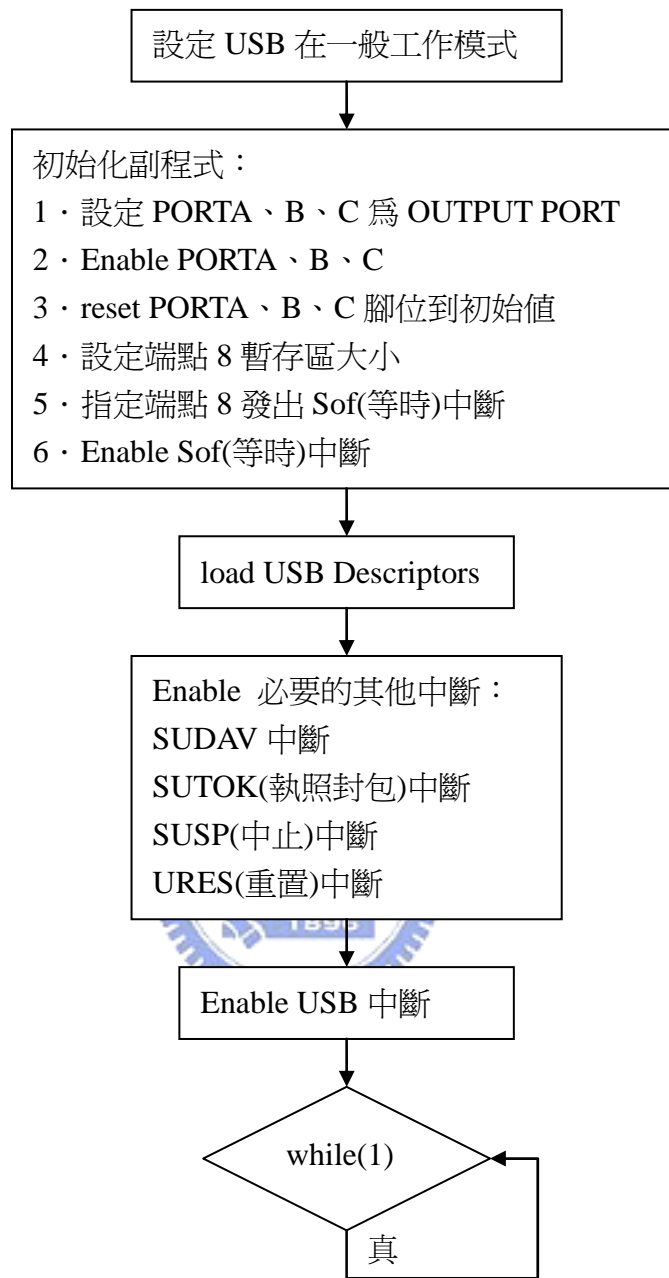 設定 USB 在一般工作模式
初始化副程式：
1．設定 PORTA、B、C 為 OUTPUT PORT
2．Enable PORTA、B、C
3．reset PORTA、B、C 腳位到初始值
4．設定端點 8 暫存區大小
5．指定端點 8 發出 Sof(等時)中斷
6．Enable Sof(等時)中斷
load USB Descriptors
Enable 必要的其他中斷：
SUDAV 中斷
SUTOK(執照封包)中斷
SUSP(中止)中斷
URES(重置)中斷
1896
Enable USB 中斷
while(1)
真